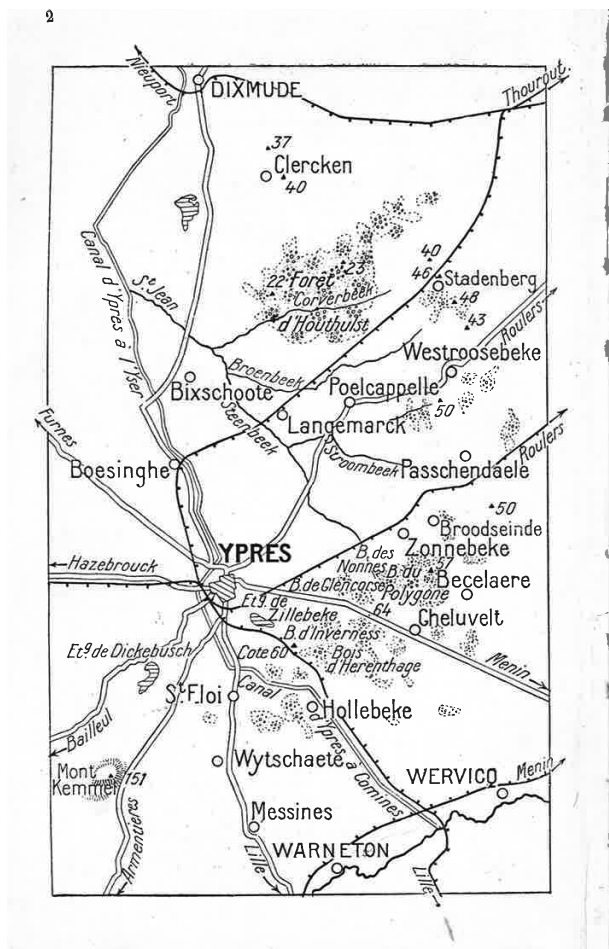 2
Nieuport
DIXMUDE
Thourout
37
Clercken
40
Canal d'Ypres à l'Yser
St Jean
40
46
Stadenberg
22 Forêt 23
Corverbeek
48
d'Houthulst
43
Roulers
Westroosebeke
Broenbeek
Bixschoote
Poelcappelle
50
Steenbeek
Langemarck
Furnes
Stroombeek
Roulers
Boesinghe
Passchendaele
50
Broodseinde
YPRES
Zonnebeke
B. des
Nonnes
Hazebrouck
B. du 57
Polygone
B. de Glencorse
Becelaere
Etg. de
Zillebeke
64
Cheluvelt
B. d'Inverness
Etg. de Dickebusch
Cote 60
Bois
d'Herenthage
Menin
St Eloi
Canal
d'Ypres à Comines
Hollebeke
Bailleul
Mont
Kemmel
151
Wytschaete
WERVICQ
Menin
Messines
Armentières
Lille
WARNETON
Lille